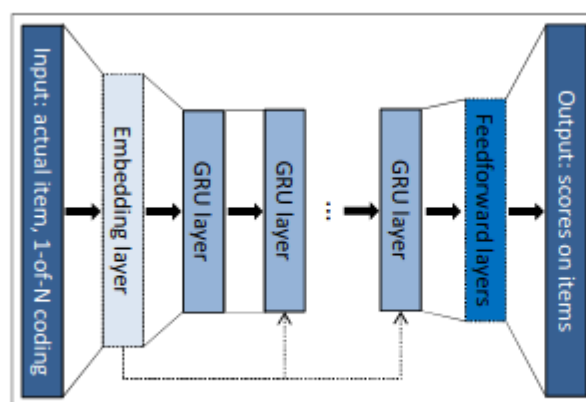 Input: actual item, 1-of-N coding
Embedding layer
GRU layer
GRU layer
...
GRU layer
Feedforward layers
Output: scores on items